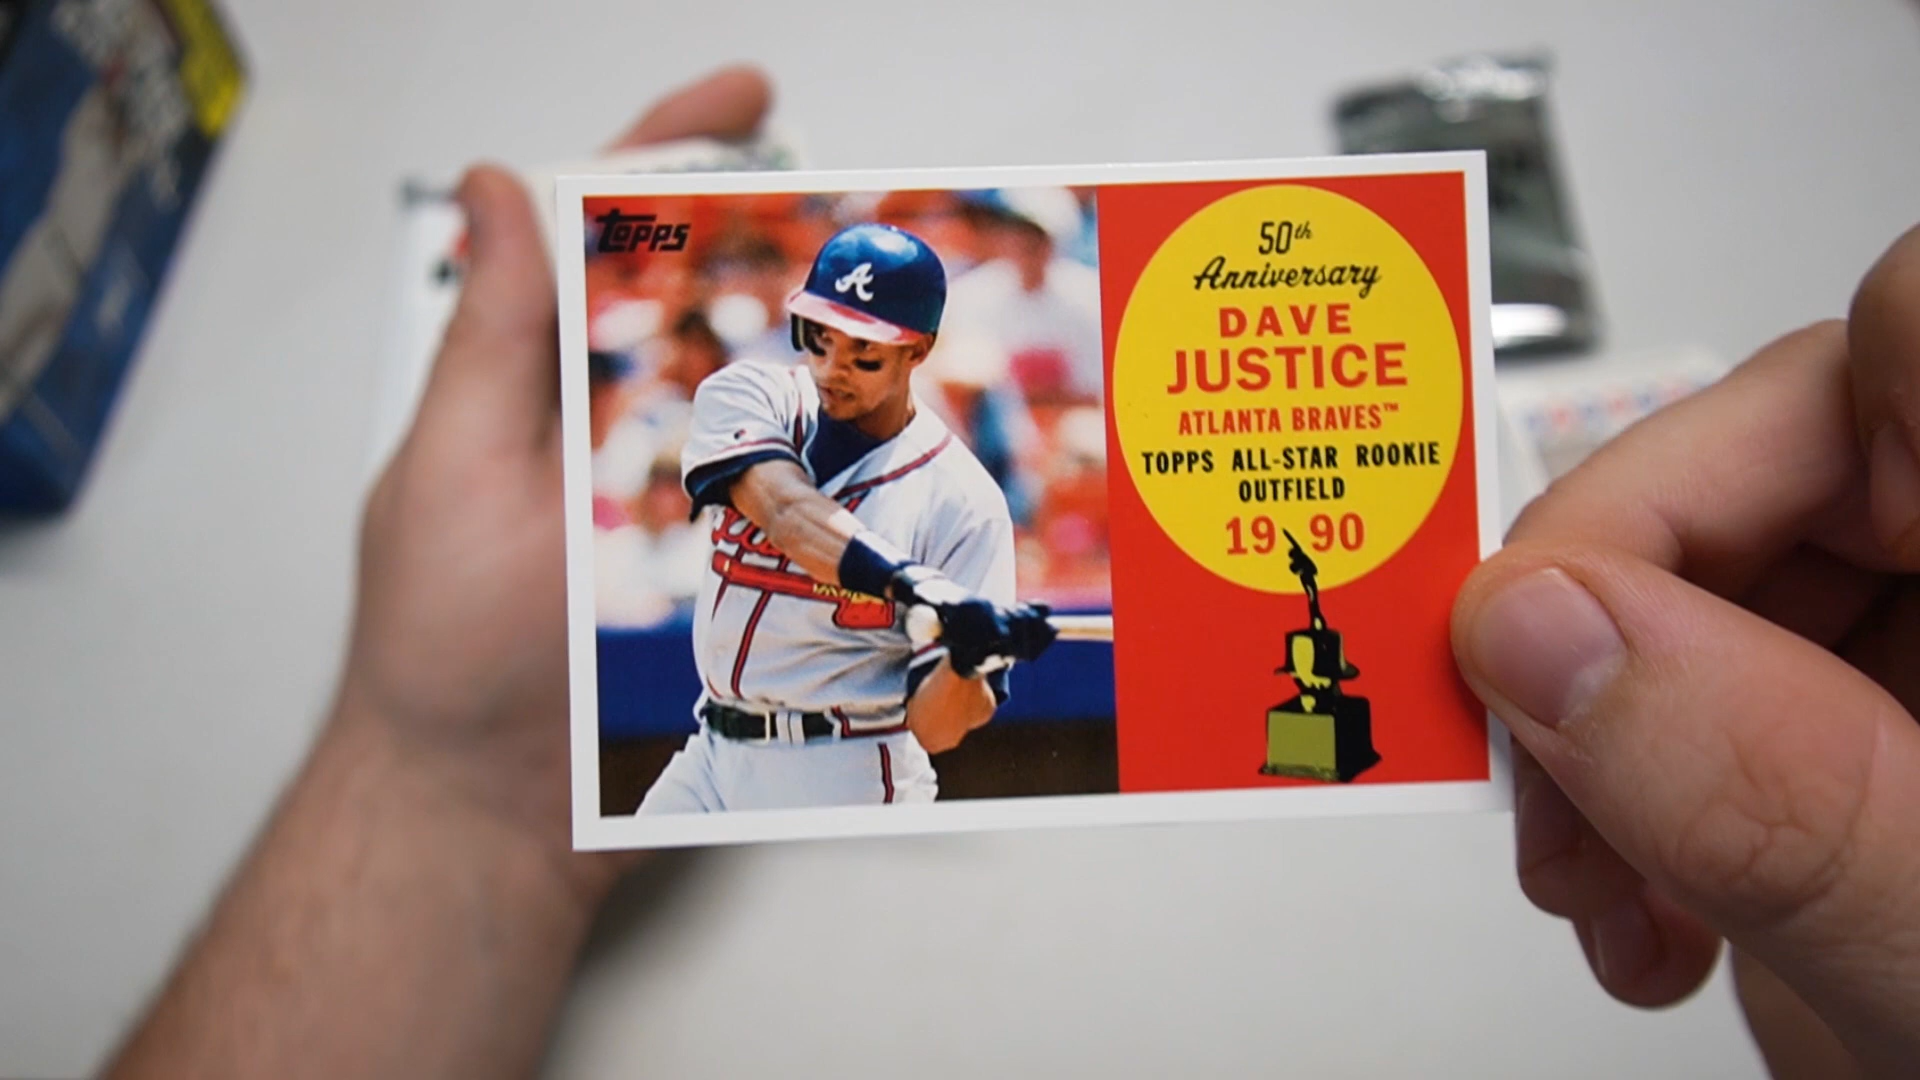 Topps
50th
Anniversary
DAVE
JUSTICE
ATLANTA BRAVES™
TOPPS ALL-STAR ROOKIE
OUTFIELD
19 90
A